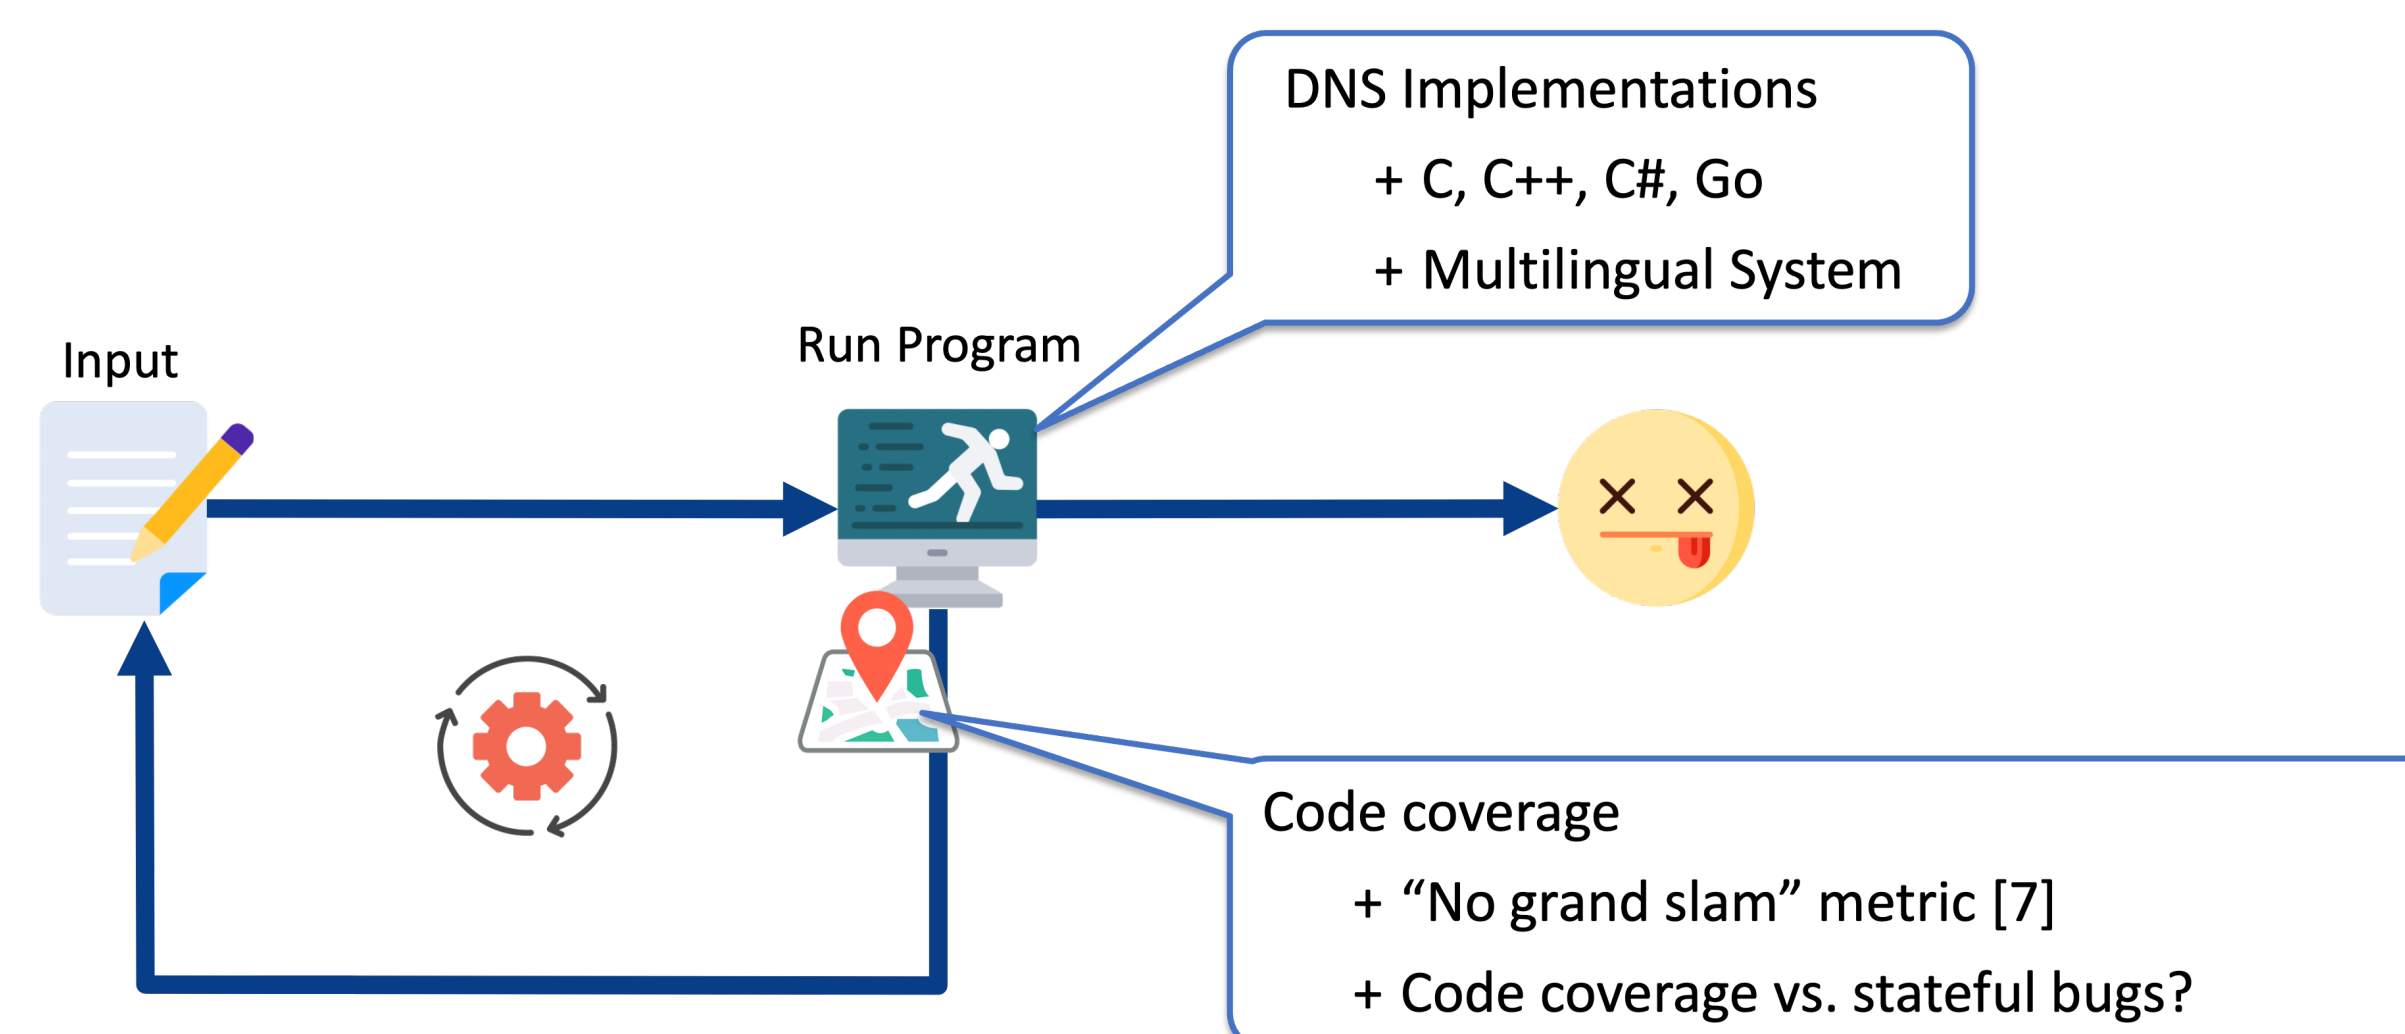 DNS Implementations
+ C, C++, C#, Go
+ Multilingual System
Run Program
Input
Code coverage
+ “No grand slam” metric [7]
+ Code coverage vs. stateful bugs?